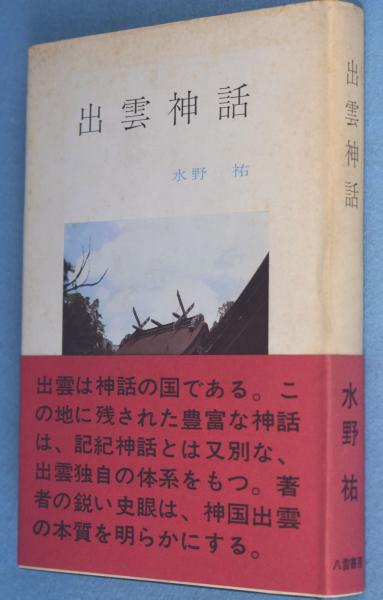 出雲神話
水野 祐
出雲は神話の国である。こ
の地に残された豊富な神話
は、記紀神話とは又別な、
出雲独自の体系をもつ。著
者の鋭い史眼は、神国出雲
の本質を明らかにする。
出雲神話
水野祐
八雲書房